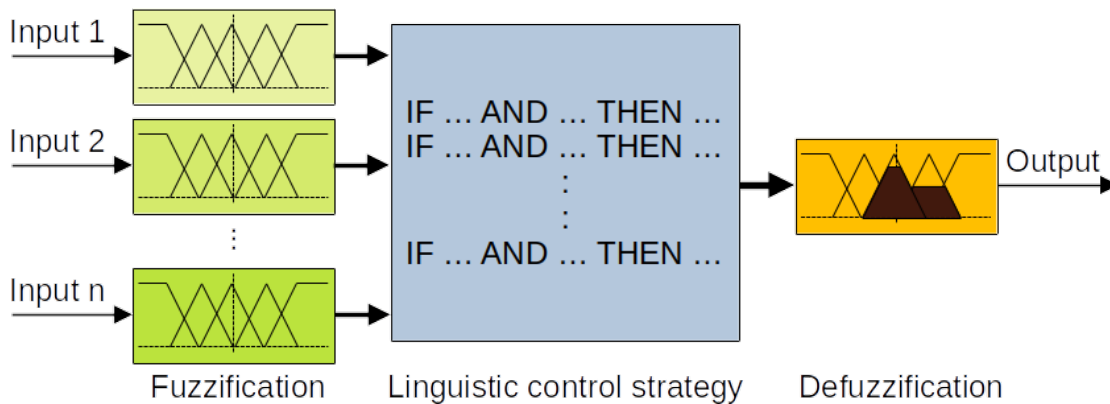 Input 1
Input 2
⋮
Input n
IF ... AND ... THEN ...
IF ... AND ... THEN ...
:
:
IF ... AND ... THEN ...
Output
Fuzzification
Linguistic control strategy
Defuzzification